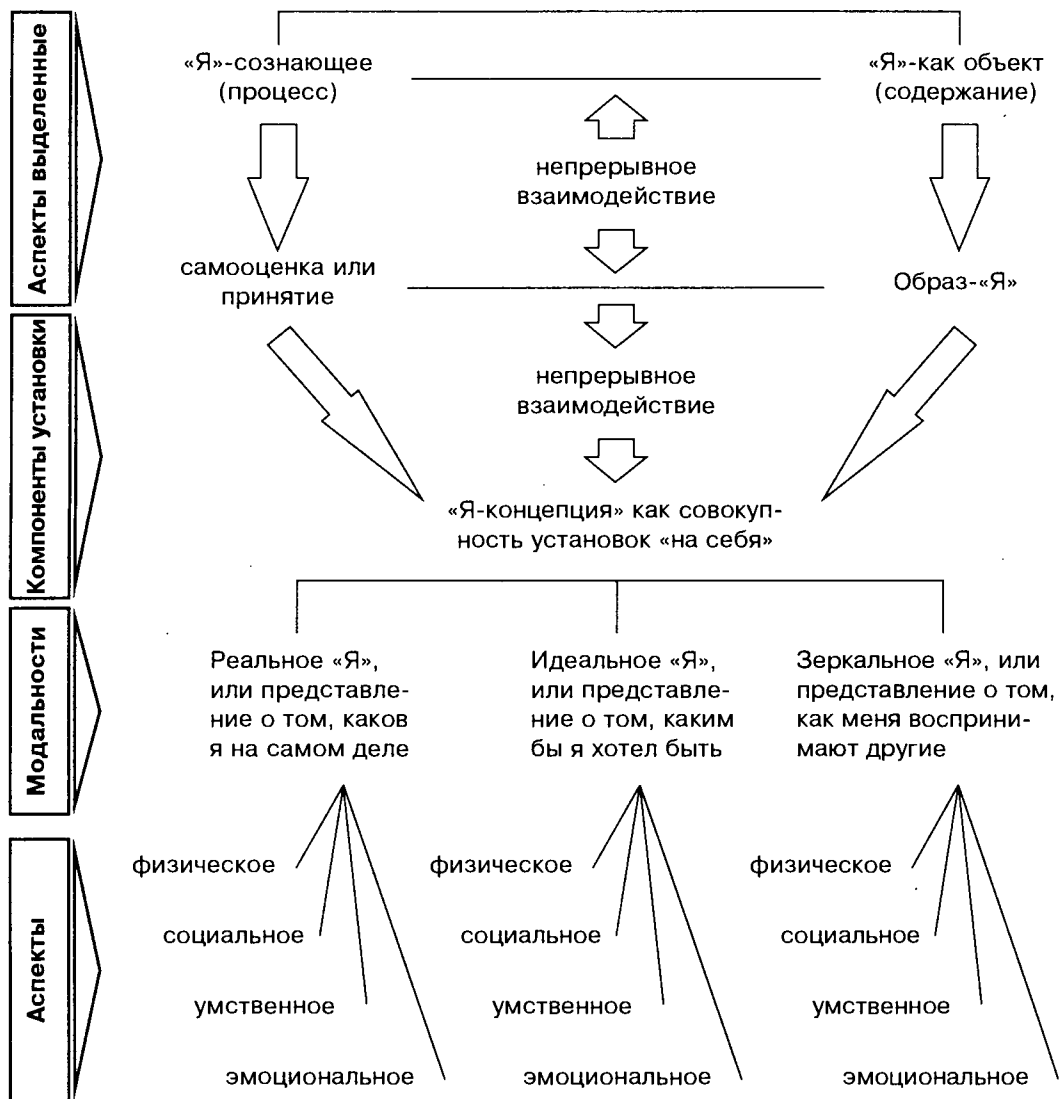 Аспекты выделенные
«Я»-сознающее
(процесс)
«Я»-как объект
(содержание)
непрерывное
взаимодействие
самооценка или
принятие
Образ-«Я»
Компоненты установки
непрерывное
взаимодействие
«Я-концепция» как совокуп-
ность установок «на себя»
Модальности
Реальное «Я»,
или представле-
ние о том, каков
я на самом деле
Идеальное «Я»,
или представле-
ние о том, каким
бы я хотел быть
Зеркальное «Я», или
представление о том,
как меня восприни-
мают другие
Аспекты
физическое
социальное
умственное
эмоциональное
физическое
социальное
умственное
эмоциональное
физическое
социальное
умственное
эмоциональное